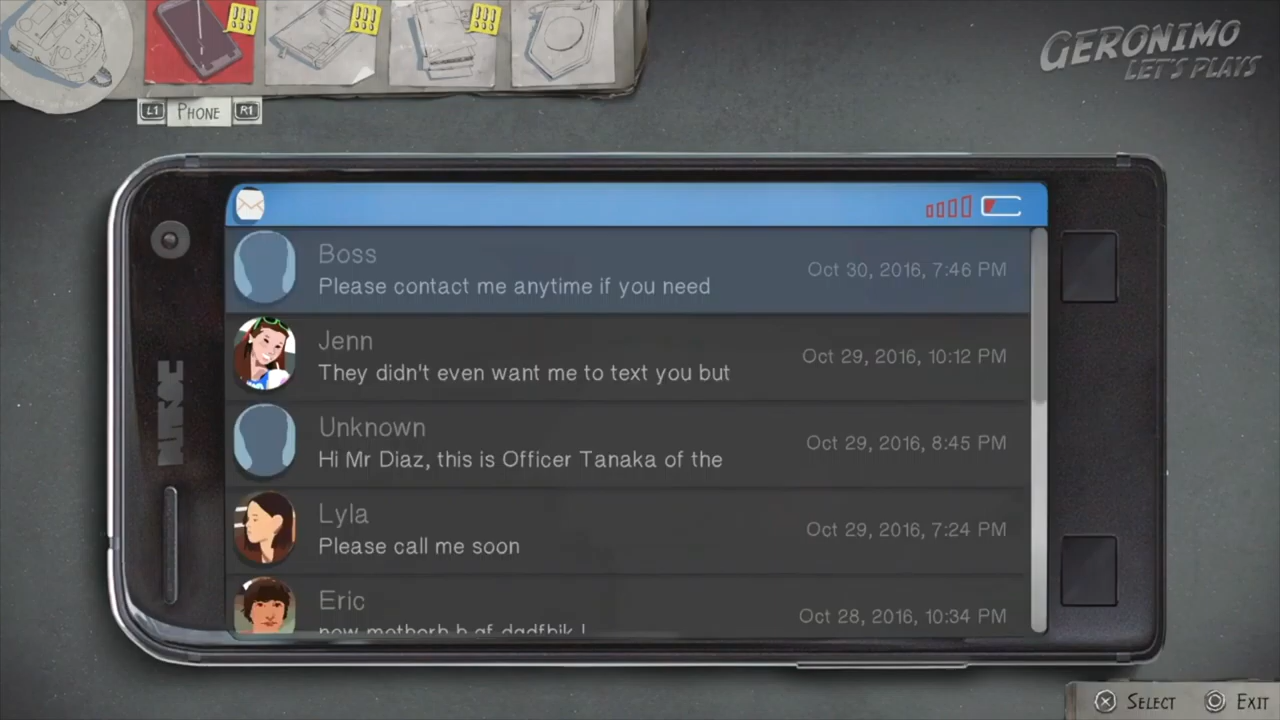 GERONIMO
LET'S PLAYS
L1 PHONE R1
Boss
Please contact me anytime if you need
Oct 30, 2016, 7:46 PM
Jenn
They didn't even want me to text you but
Oct 29, 2016, 10:12 PM
Unknown
Hi Mr Diaz, this is Officer Tanaka of the
Oct 29, 2016, 8:45 PM
Lyla
Please call me soon
Oct 29, 2016, 7:24 PM
Eric
Oct 28, 2016, 10:34 PM
SELECT EXIT